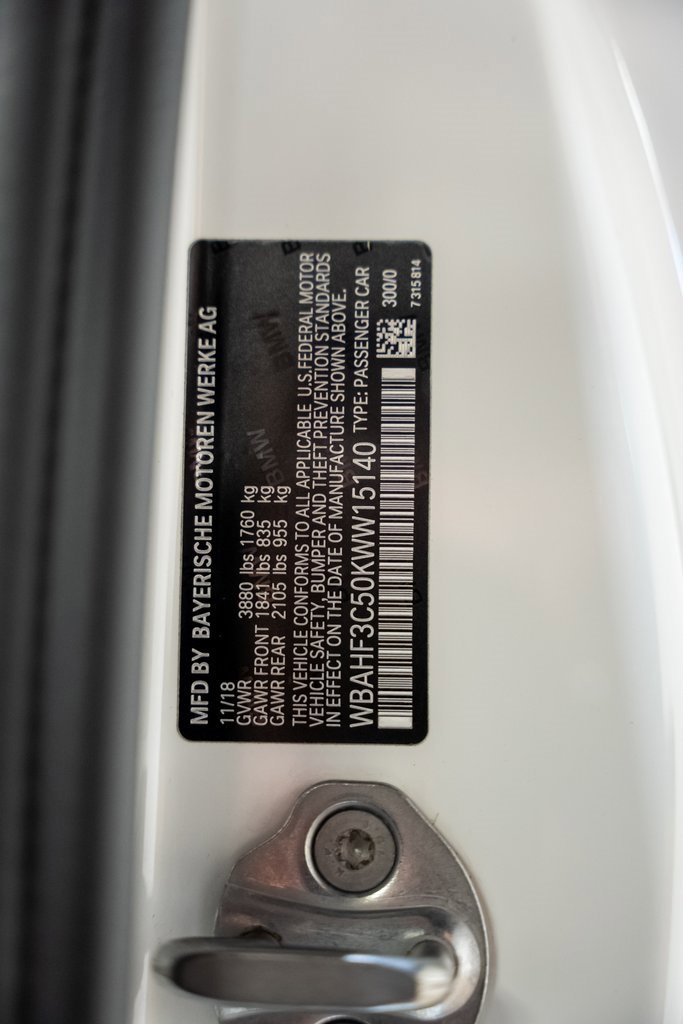 MFD BY BAYERISCHE MOTOREN WERKE AG
11/18
GVWR 3880 lbs 1760 kg
GAWR FRONT 1841 lbs 835 kg
GAWR REAR 2105 lbs 955 kg
THIS VEHICLE CONFORMS TO ALL APPLICABLE U.S. FEDERAL MOTOR
VEHICLE SAFETY, BUMPER AND THEFT PREVENTION STANDARDS
IN EFFECT ON THE DATE OF MANUFACTURE SHOWN ABOVE.
WBAHF3C50KWW15140 TYPE: PASSENGER CAR
300/0
7315814
BMW
BMW